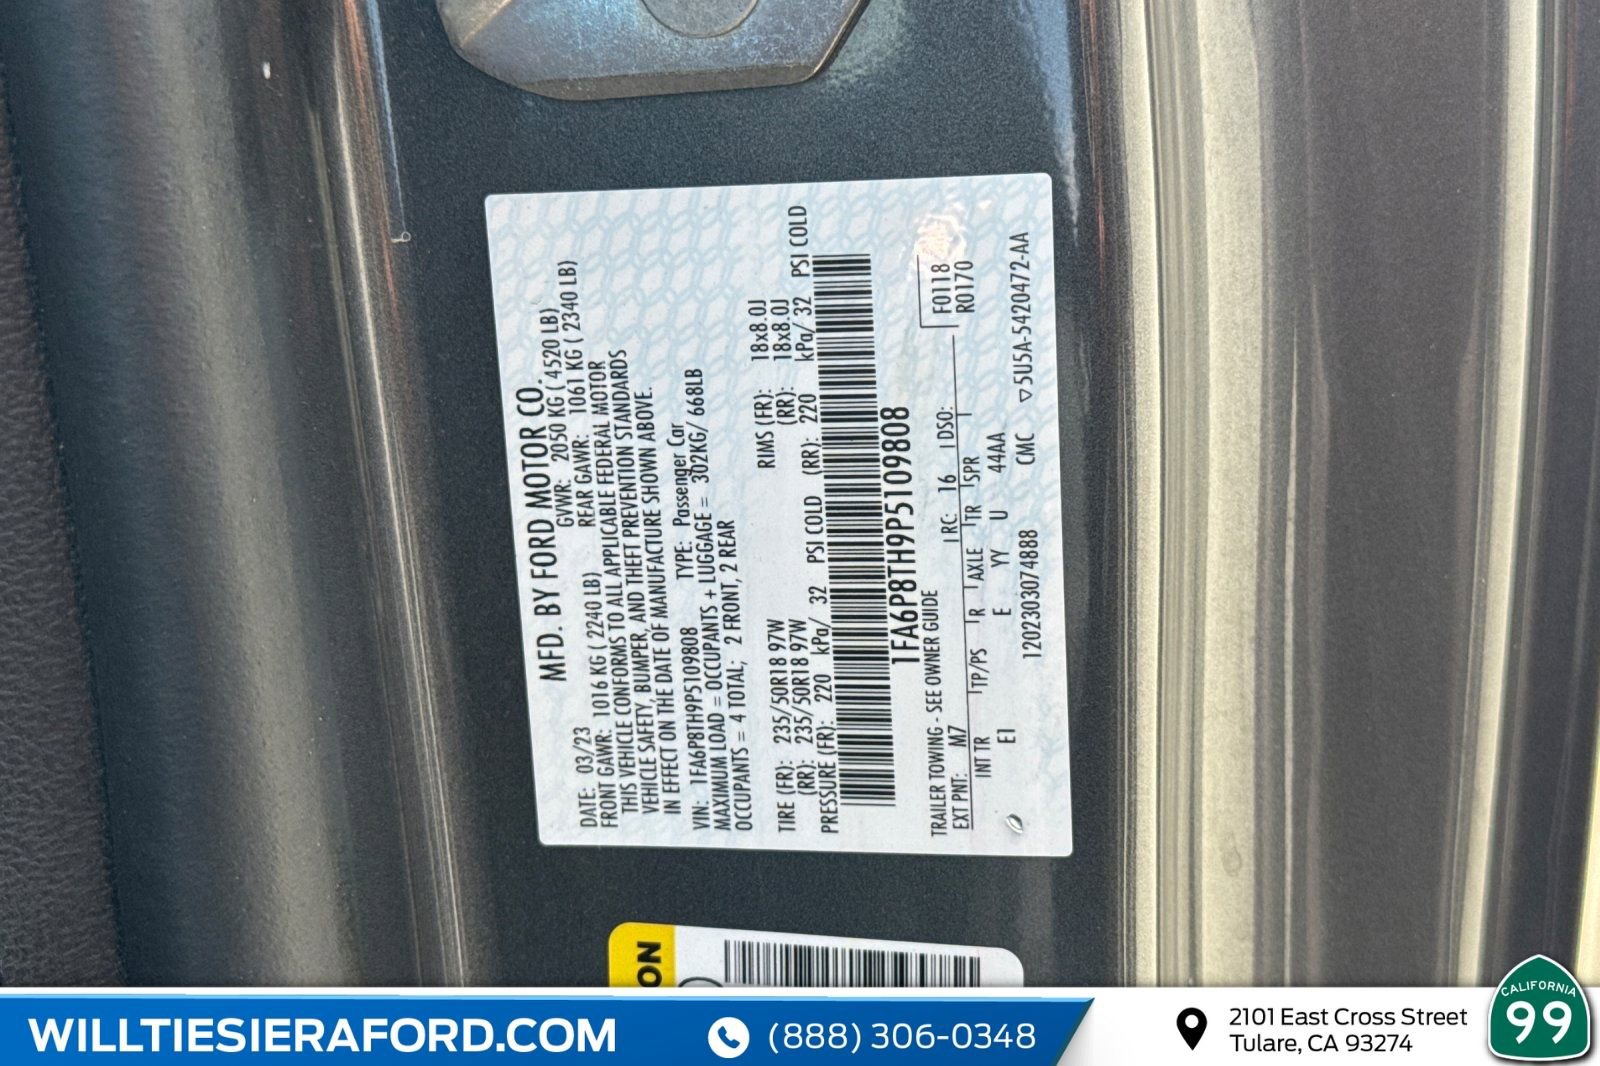 MFD. BY FORD MOTOR CO.
DATE: 03/23 GVWR: 2050 KG ( 4520 LB)
FRONT GAWR: 1016 KG ( 2240 LB) REAR GAWR: 1061 KG ( 2340 LB)
THIS VEHICLE CONFORMS TO ALL APPLICABLE FEDERAL MOTOR
VEHICLE SAFETY, BUMPER, AND THEFT PREVENTION STANDARDS
IN EFFECT ON THE DATE OF MANUFACTURE SHOWN ABOVE.
VIN: 1FA6P8TH9P5109808 TYPE: Passenger Car
MAXIMUM LOAD = OCCUPANTS + LUGGAGE = 302KG/ 668LB
OCCUPANTS = 4 TOTAL; 2 FRONT, 2 REAR
TIRE (FR): 235/50R18 97W RIMS (FR): 18x8.0J
(RR): 235/50R18 97W (RR): 18x8.0J
PRESSURE (FR): 220 kPa/ 32 PSI COLD (RR): 220 kPa/ 32 PSI COLD
1FA6P8TH9P5109808
TRAILER TOWING - SEE OWNER GUIDE F0118
EXT PNT: M7 RC: 16 DSO: R0170
INT TR TP/PS R AXLE TR SPR
EJ E YY U 44AA
120230307​4888 CMC ▽5U5A-5420472-AA
ON
WILLTIESIERAFORD.COM
(888) 306-0348
2101 East Cross Street
Tulare, CA 93274
CALIFORNIA
99